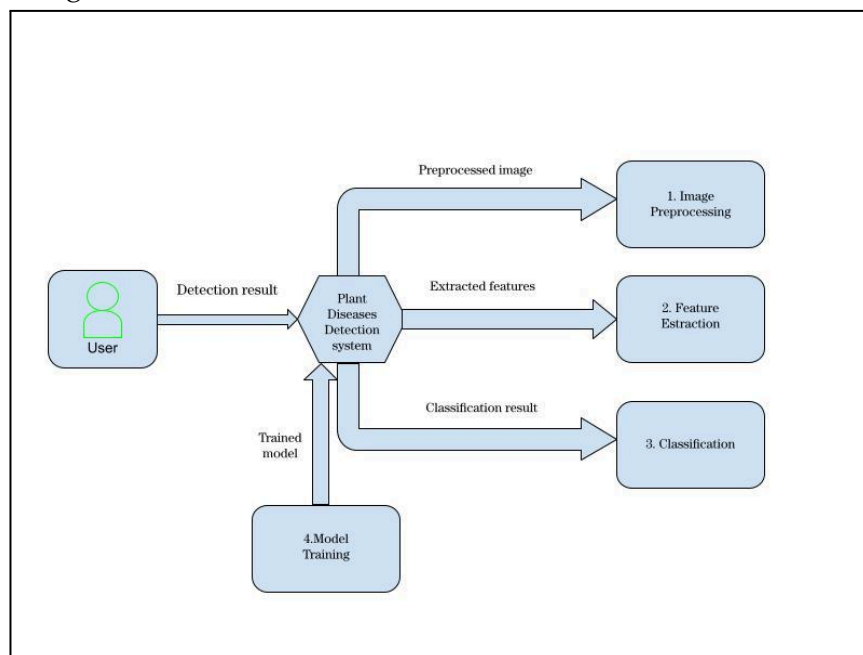 Preprocessed image
1. Image
Preprocessing
Detection result
User
Plant
Diseases
Detection
system
Extracted features
2. Feature
Estraction
Classification result
3. Classification
Trained
model
4.Model
Training